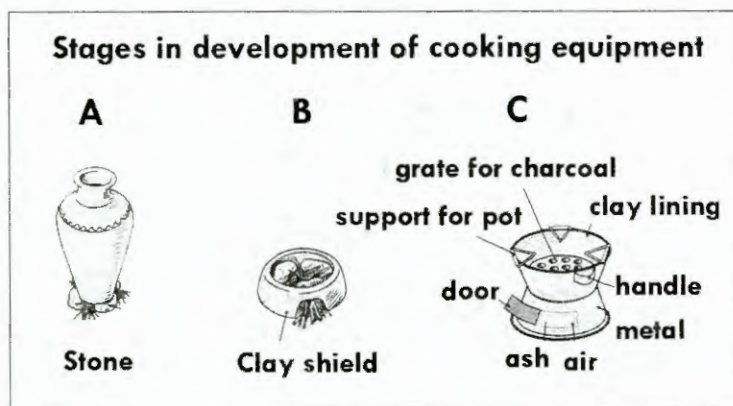 Stages in development of cooking equipment
A
B
C
grate for charcoal
support for pot
clay lining
door
handle
metal
ash air
Stone
Clay shield